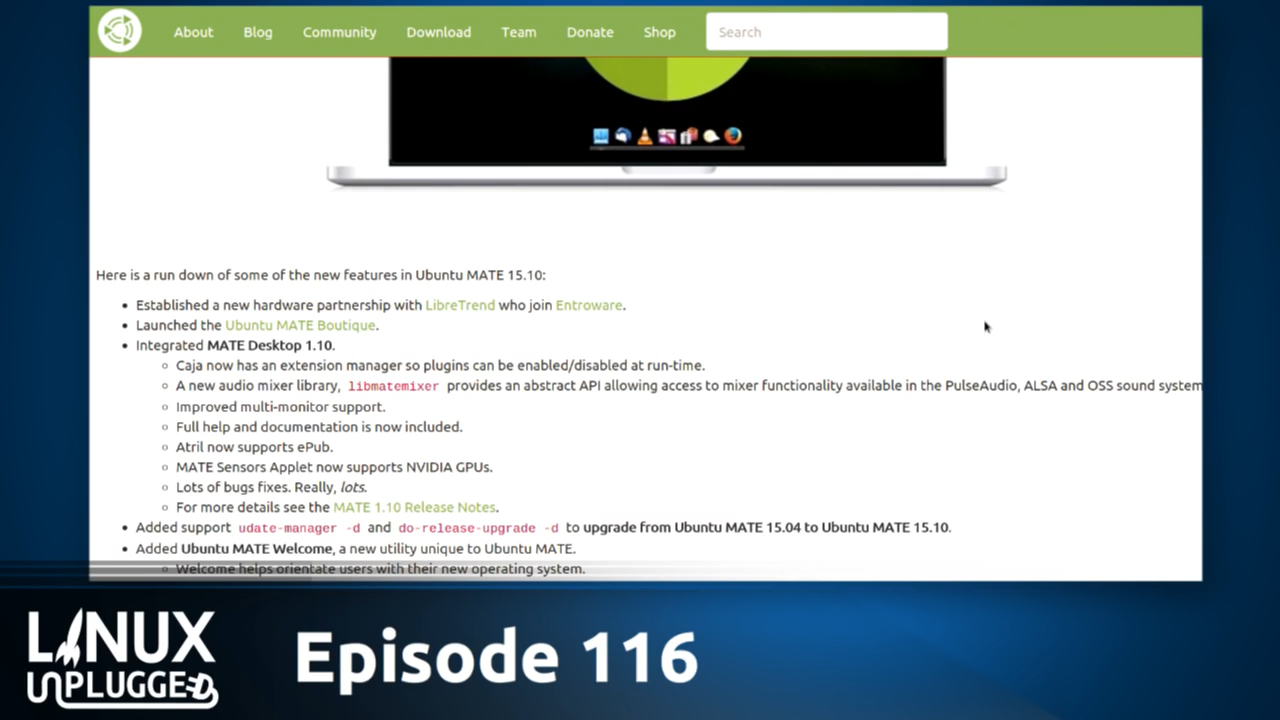 About Blog Community Download Team Donate Shop Search
Here is a run down of some of the new features in Ubuntu MATE 15.10:
Established a new hardware partnership with LibreTrend who join Entroware.
Launched the Ubuntu MATE Boutique.
Integrated MATE Desktop 1.10.
Caja now has an extension manager so plugins can be enabled/disabled at run-time.
A new audio mixer library, libmatemixer provides an abstract API allowing access to mixer functionality available in the PulseAudio, ALSA and OSS sound system
Improved multi-monitor support.
Full help and documentation is now included.
Atril now supports ePub.
MATE Sensors Applet now supports NVIDIA GPUs.
Lots of bugs fixes. Really, lots.
For more details see the MATE 1.10 Release Notes.
Added support udate-manager -d and do-release-upgrade -d to upgrade from Ubuntu MATE 15.04 to Ubuntu MATE 15.10.
Added Ubuntu MATE Welcome, a new utility unique to Ubuntu MATE.
Welcome helps orientate users with their new operating system.
LINUX
UNPLUGGED
Episode 116